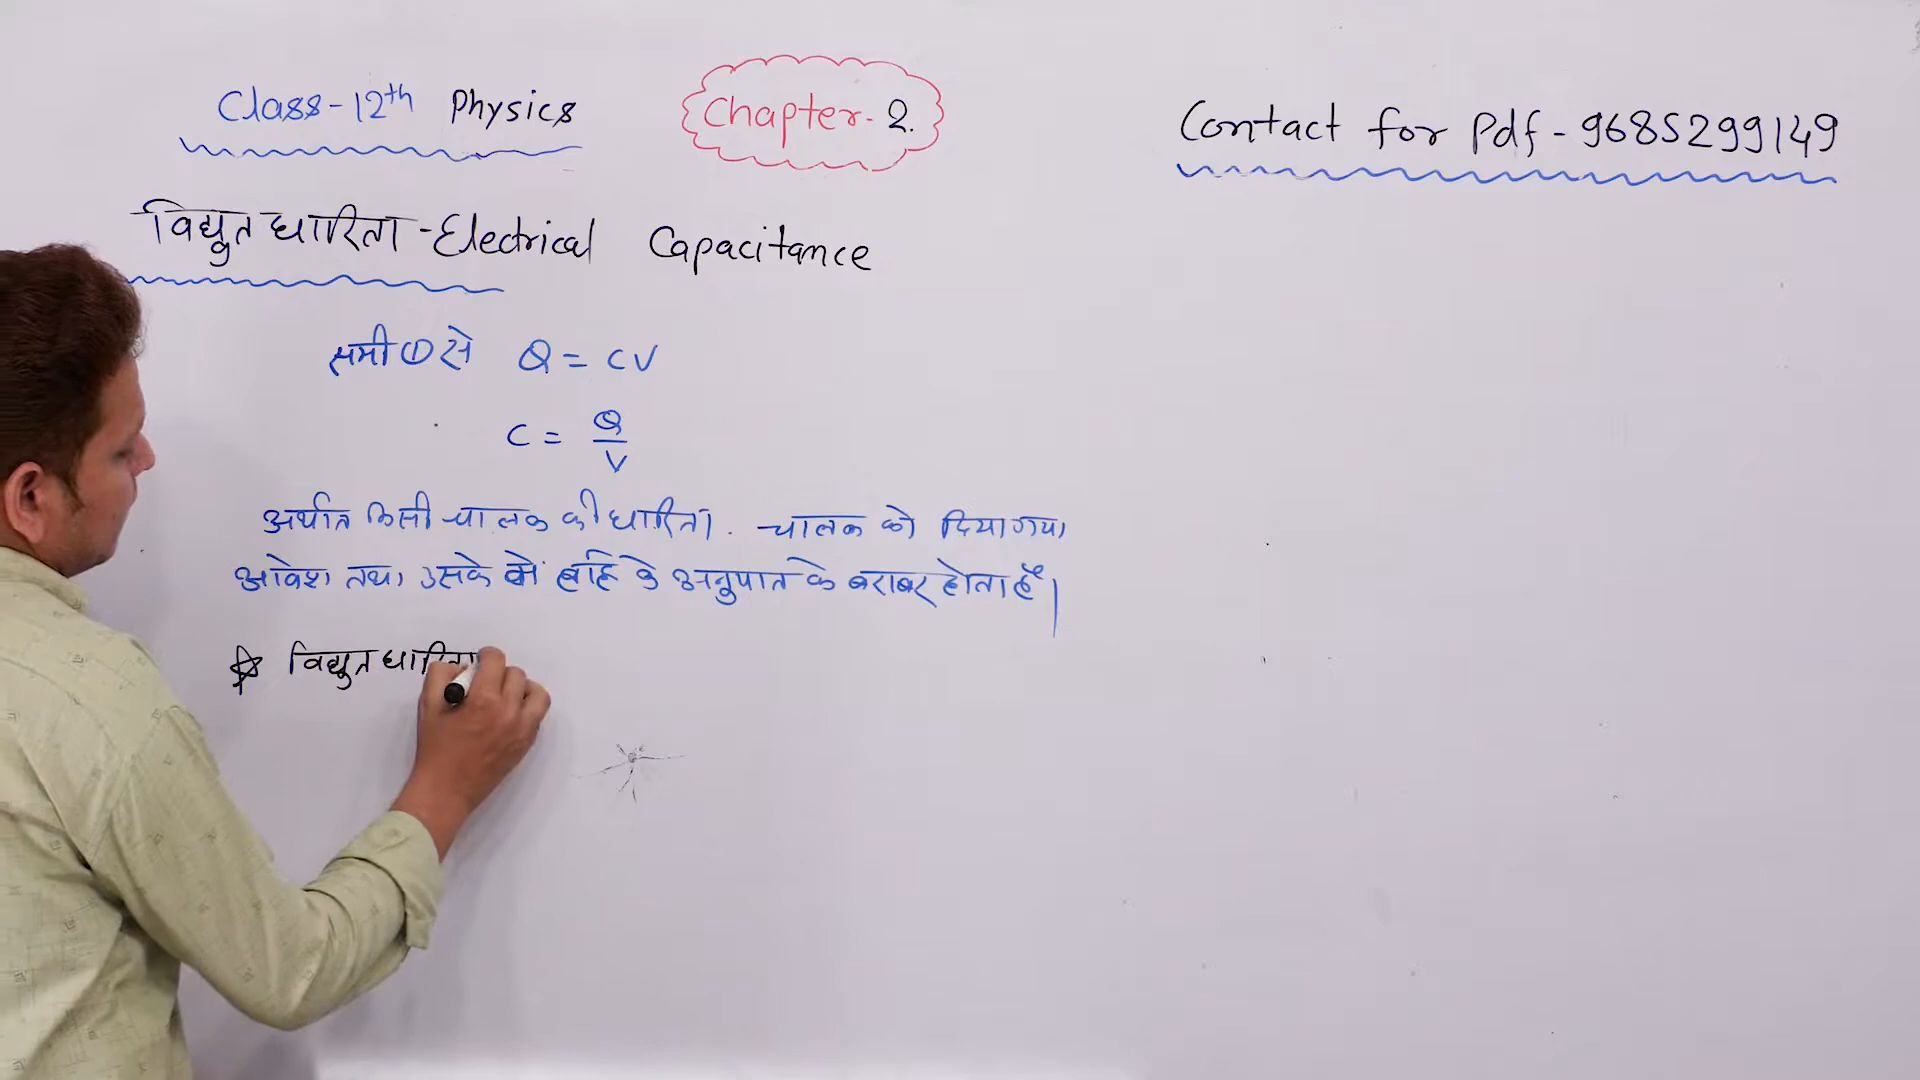 Class-12th Physics
Chapter-2.
Contact for Pdf-9685299149
विद्युत धारिता-Electrical Capacitance
समी ① से Q = CV
C = Q/V
अर्थात किसी चालक की धारिता. चालक को दिया गया
आवेश तथा उसके में के अनुपात के बराबर होता है।
☆ विद्युत धारिता